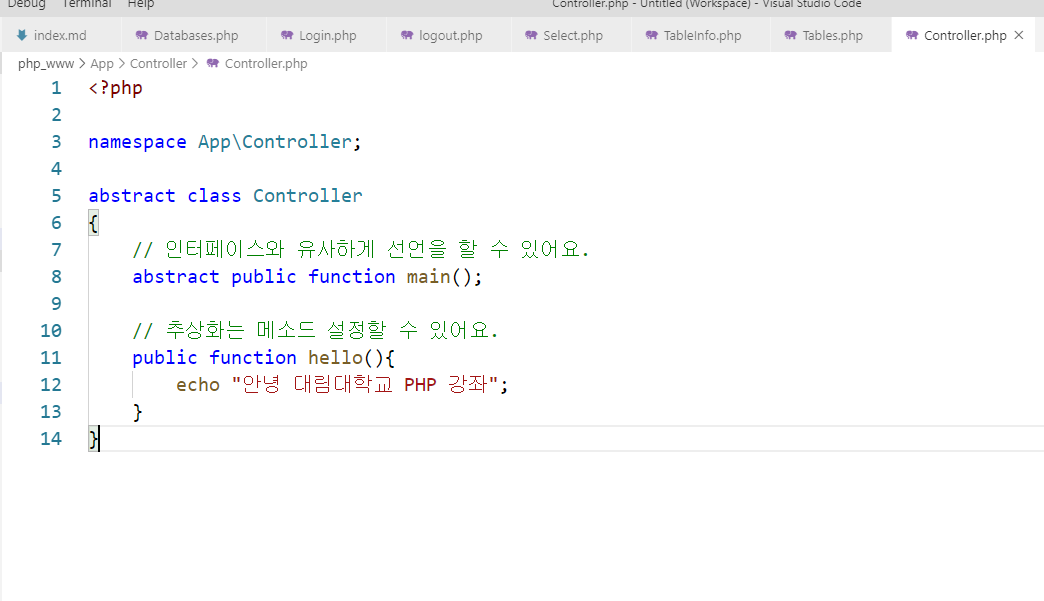 Debug Terminal Help Controller.php - Untitled (Workspace) - Visual Studio Code
index.md Databases.php Login.php logout.php Select.php TableInfo.php Tables.php Controller.php
php_www > App > Controller > Controller.php
1 <?php
2
3 namespace App\Controller;
4
5 abstract class Controller
6 {
7 // 인터페이스와 유사하게 선언을 할 수 있어요.
8 abstract public function main();
9
10 // 추상화는 메소드 설정할 수 있어요.
11 public function hello(){
12 echo "안녕 대림대학교 PHP 강좌";
13 }
14 }